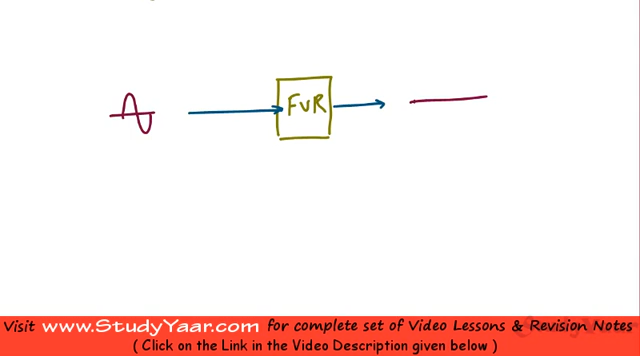 FVR
Visit www.StudyYaar.com for complete set of Video Lessons & Revision Notes
( Click on the Link in the Video Description given below )